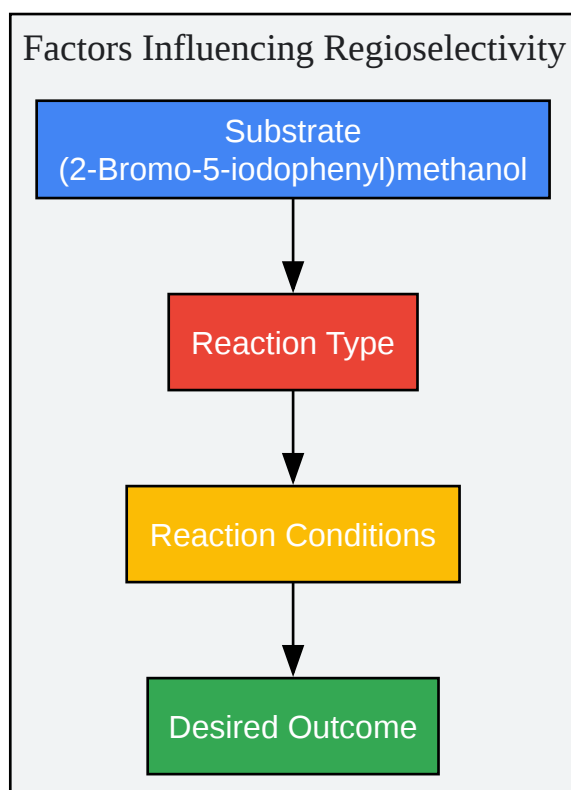 Factors Influencing Regioselectivity
Substrate
(2-Bromo-5-iodophenyl)methanol
Reaction Type
Reaction Conditions
Desired Outcome